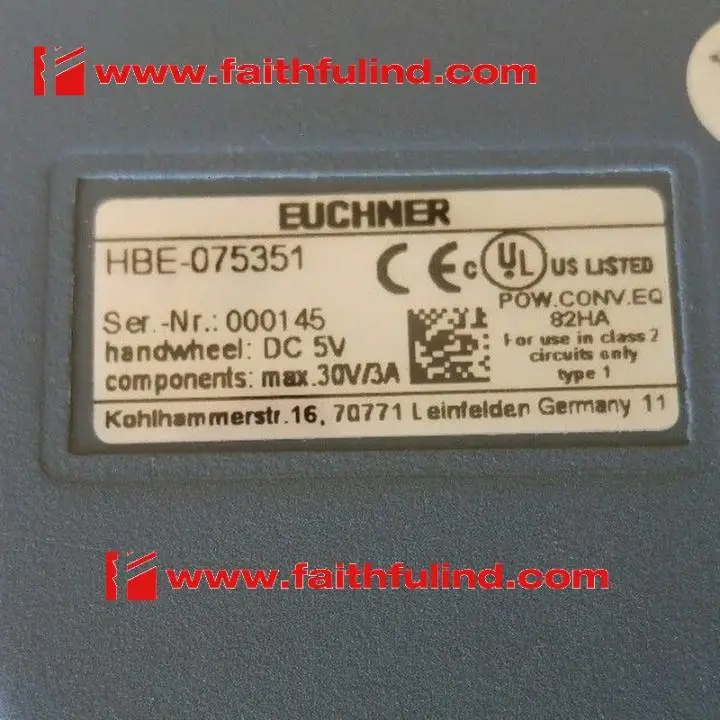 www.faithfulind.com
EUCHNER
HBE-075351
CE c UL US LISTED
POW.CONV.EQ
82HA
Ser.-Nr.: 000145
handwheel: DC 5V
components: max.30V/3A
For use in class 2
circuits only
type 1
Kohlhammerstr.16, 70771 Leinfelden Germany 11
www.faithfulind.com